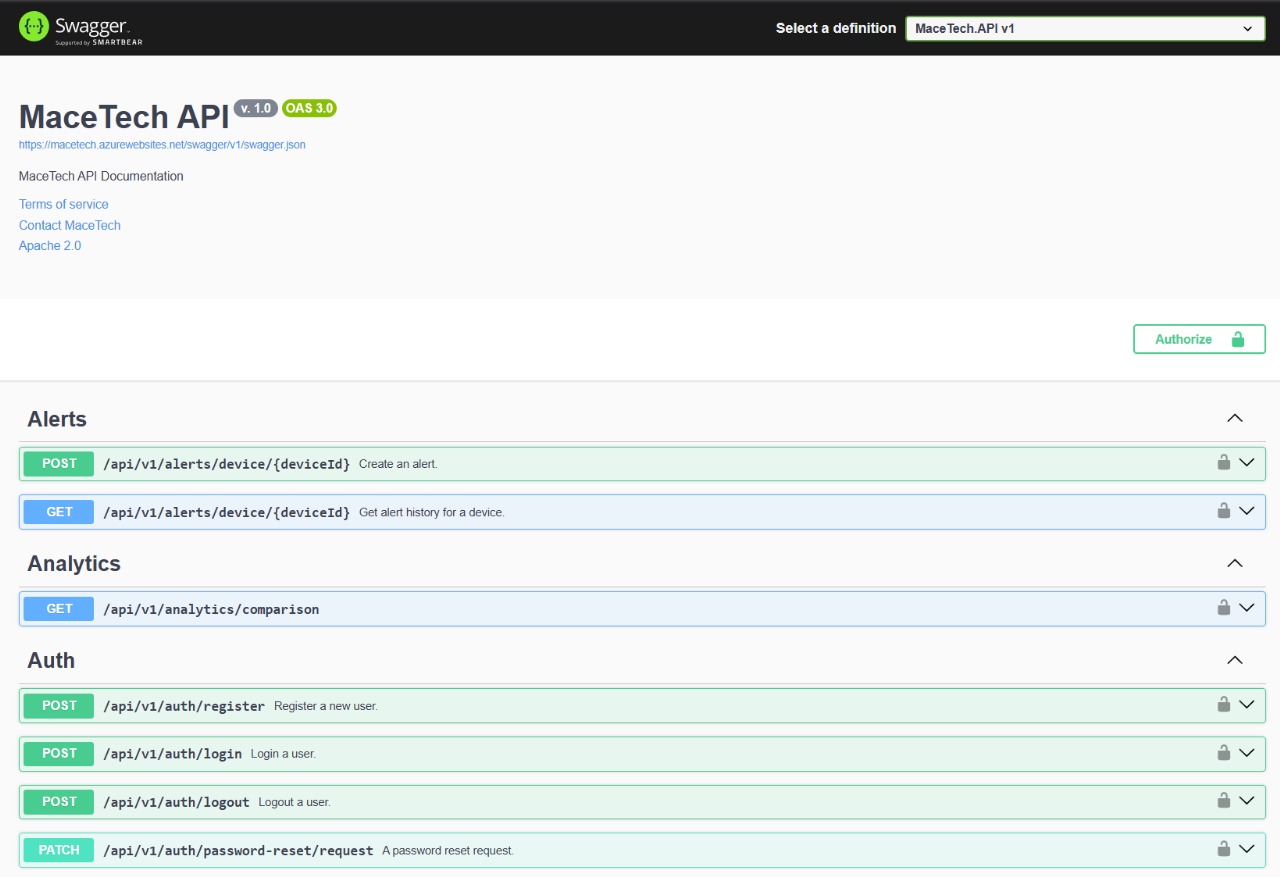 Swagger
Supported by SMARTBEAR
Select a definition
MaceTech.API v1
MaceTech API v. 1.0 OAS 3.0
https://macetech.azurewebsites.net/swagger/v1/swagger.json
MaceTech API Documentation
Terms of service
Contact MaceTech
Apache 2.0
Authorize
Alerts
POST /api/v1/alerts/device/{deviceId} Create an alert.
GET /api/v1/alerts/device/{deviceId} Get alert history for a device.
Analytics
GET /api/v1/analytics/comparison
Auth
POST /api/v1/auth/register Register a new user.
POST /api/v1/auth/login Login a user.
POST /api/v1/auth/logout Logout a user.
PATCH /api/v1/auth/password-reset/request A password reset request.